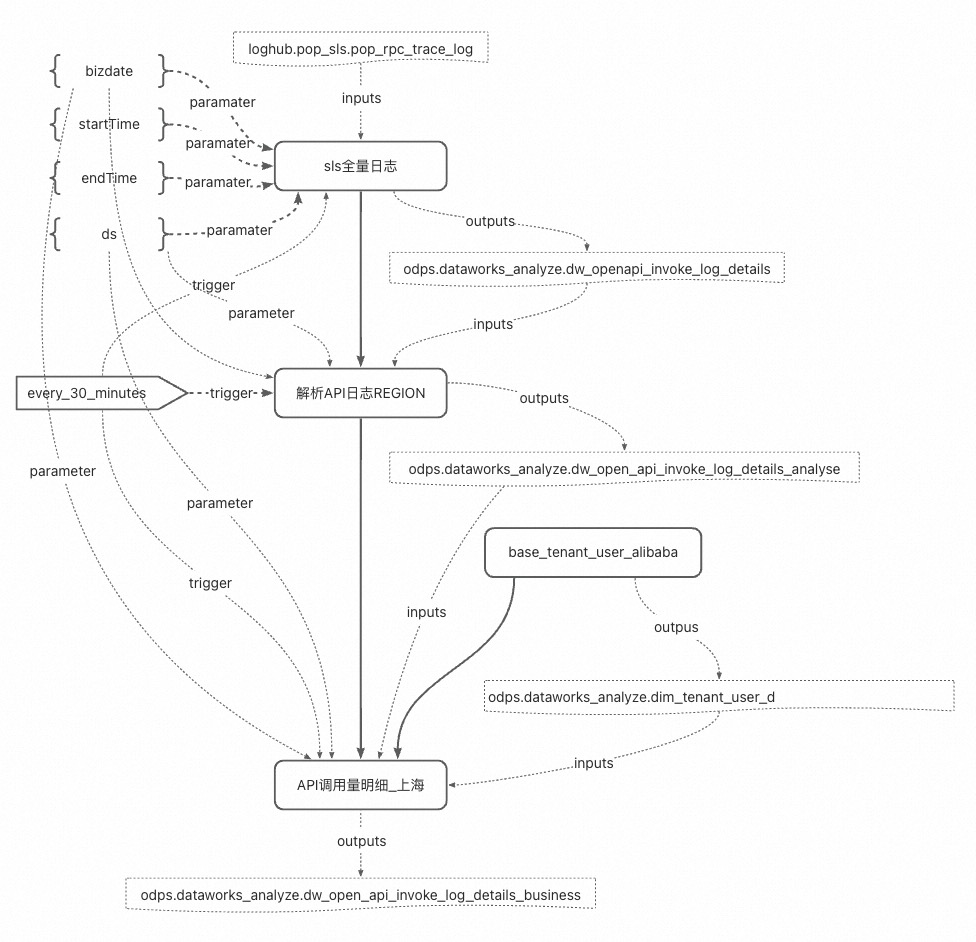 loghub.pop_sls.pop_rpc_trace_log
bizdate
inputs
paramater
startTime
paramater
sls全量日志
endTime
paramater
outputs
ds
paramater
odps.dataworks_analyze.dw_openapi_invoke_log_details
trigger
parameter
inputs
every_30_minutes
trigger
解析API日志REGION
outputs
parameter
odps.dataworks_analyze.dw_open_api_invoke_log_details_analyse
parameter
base_tenant_user_alibaba
trigger
inputs
outpus
odps.dataworks_analyze.dim_tenant_user_d
inputs
API调用量明细_上海
outputs
odps.dataworks_analyze.dw_open_api_invoke_log_details_business